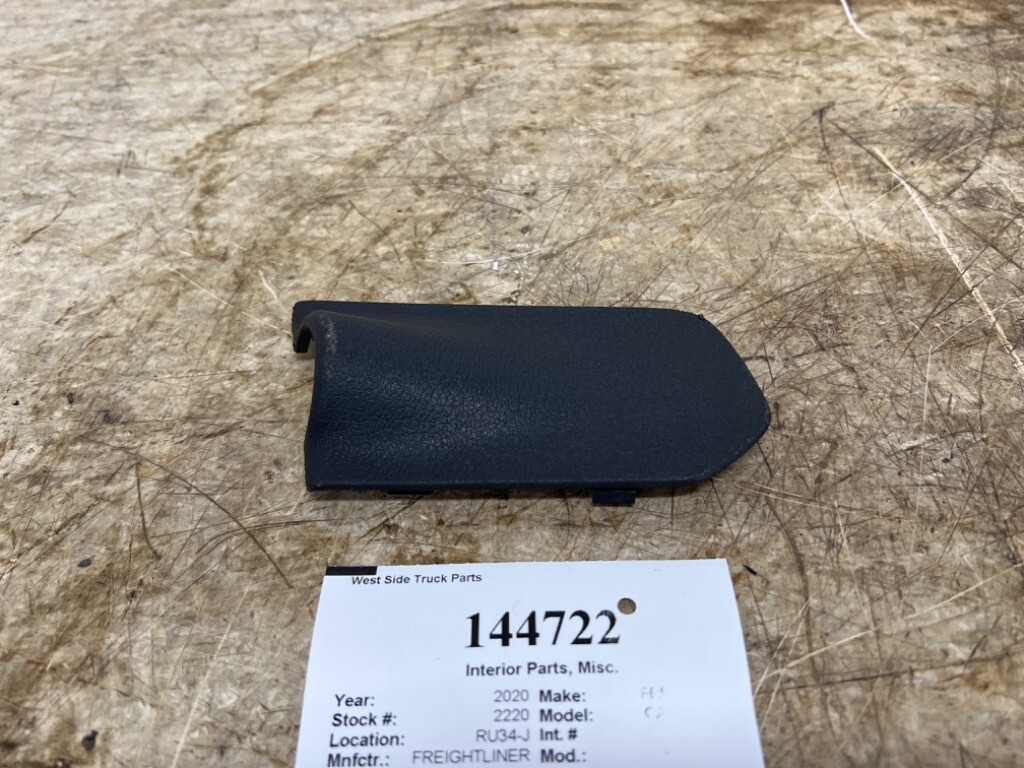 West Side Truck Parts
144722
Interior Parts, Misc.
Year: 2020 Make:
Stock #: 2220 Model:
Location: RU34-J Int. #
Mnfctr.: FREIGHTLINER Mod.: